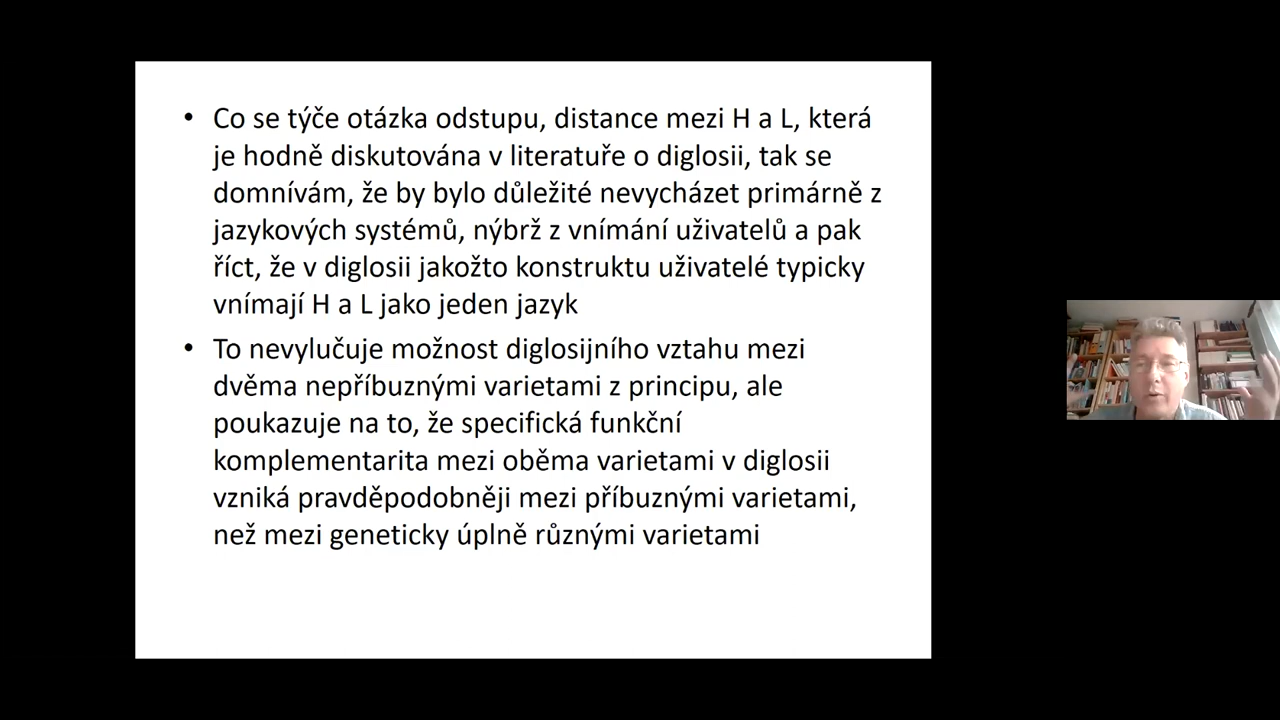 • Co se týče otázka odstupu, distance mezi H a L, která
je hodně diskutována v literatuře o diglosii, tak se
domnívám, že by bylo důležité nevycházet primárně z
jazykových systémů, nýbrž z vnímání uživatelů a pak
říct, že v diglosii jakožto konstruktu uživatelé typicky
vnímají H a L jako jeden jazyk
• To nevylučuje možnost diglosijního vztahu mezi
dvěma nepříbuznými varietami z principu, ale
poukazuje na to, že specifická funkční
komplementarita mezi oběma varietami v diglosii
vzniká pravděpodobněji mezi příbuznými varietami,
než mezi geneticky úplně různými varietami